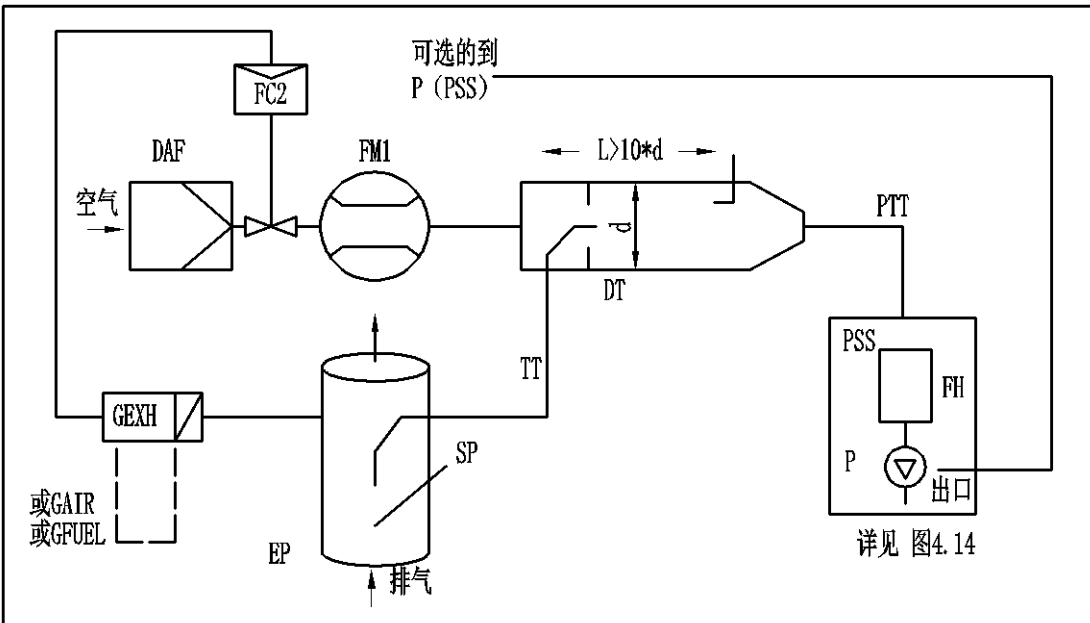 可选的到
P (PSS)
FC2
DAF
FM1
L>10*d
空气
PTT
d
DT
PSS
TT
FH
GEXH
SP
P
出口
或GAIR
或GFUEL
EP
排气
详见 图4.14